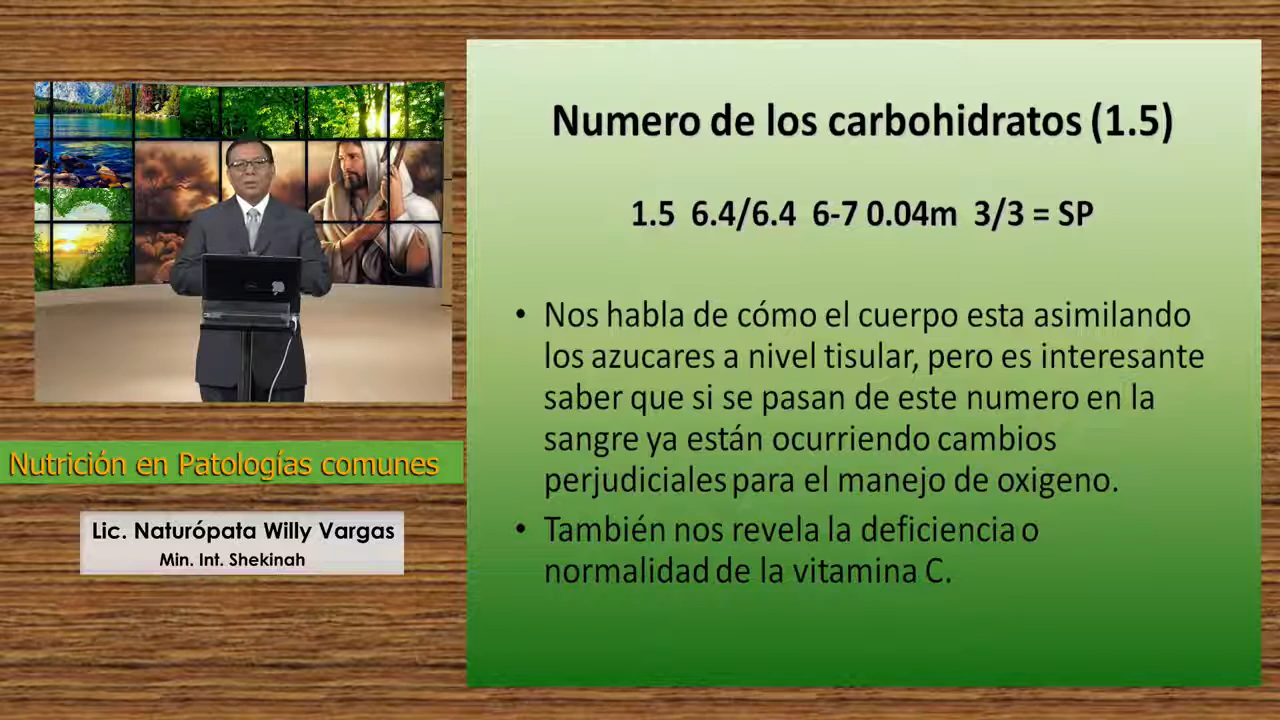 Numero de los carbohidratos (1.5)
1.5 6.4/6.4 6-7 0.04m 3/3 = SP
• Nos habla de cómo el cuerpo esta asimilando
los azucares a nivel tisular, pero es interesante
saber que si se pasan de este numero en la
sangre ya están ocurriendo cambios
perjudiciales para el manejo de oxigeno.
• También nos revela la deficiencia o
normalidad de la vitamina C.
Nutrición en Patologías comunes
Lic. Naturópata Willy Vargas
Min. Int. Shekinah